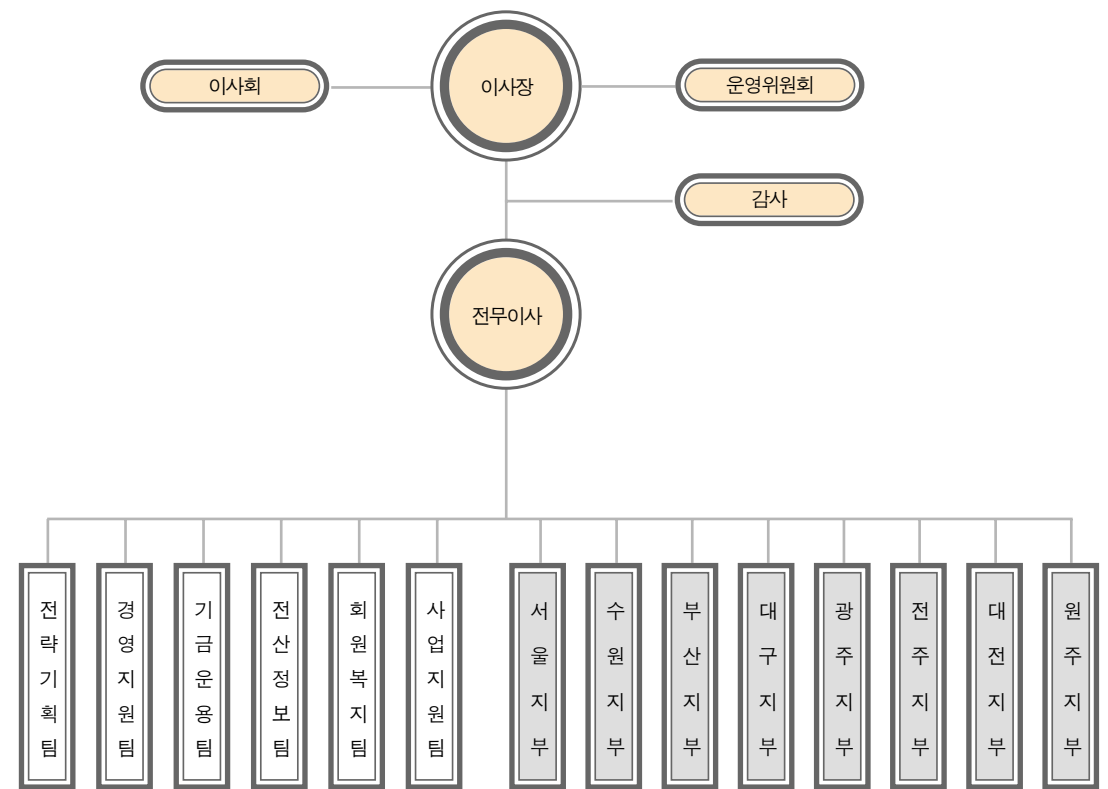 이사장
이사회
운영위원회
감사
전무이사
전략기획팀
경영지원팀
기금운용팀
전산정보팀
회원복지팀
사업지원팀
서울지부
수원지부
부산지부
대구지부
광주지부
전주지부
대전지부
원주지부